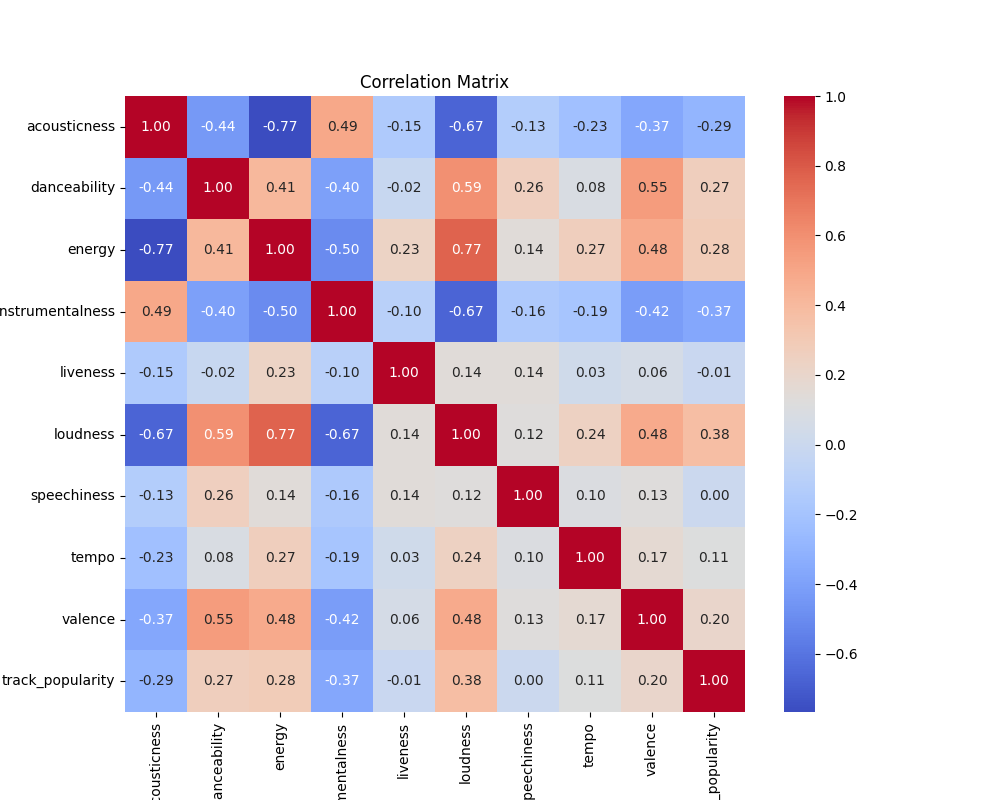 Correlation Matrix
acousticness 1.00 -0.44 -0.77 0.49 -0.15 -0.67 -0.13 -0.23 -0.37 -0.29
danceability -0.44 1.00 0.41 -0.40 -0.02 0.59 0.26 0.08 0.55 0.27
energy -0.77 0.41 1.00 -0.50 0.23 0.77 0.14 0.27 0.48 0.28
nstrumentalness 0.49 -0.40 -0.50 1.00 -0.10 -0.67 -0.16 -0.19 -0.42 -0.37
liveness -0.15 -0.02 0.23 -0.10 1.00 0.14 0.14 0.03 0.06 -0.01
loudness -0.67 0.59 0.77 -0.67 0.14 1.00 0.12 0.24 0.48 0.38
speechiness -0.13 0.26 0.14 -0.16 0.14 0.12 1.00 0.10 0.13 0.00
tempo -0.23 0.08 0.27 -0.19 0.03 0.24 0.10 1.00 0.17 0.11
valence -0.37 0.55 0.48 -0.42 0.06 0.48 0.13 0.17 1.00 0.20
track_popularity -0.29 0.27 0.28 -0.37 -0.01 0.38 0.00 0.11 0.20 1.00
cousticness anceability energy mentalness liveness loudness peechiness tempo valence _popularity
1.0
0.8
0.6
0.4
0.2
0.0
−0.2
−0.4
−0.6